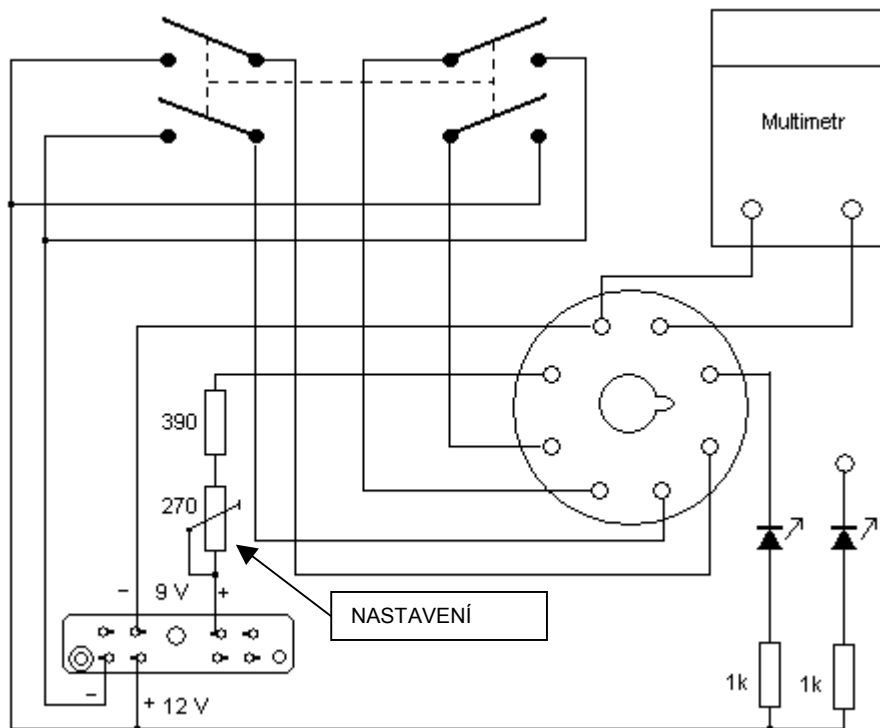 Multimetr
390
270
– 9 V +
NASTAVENÍ
– + 12 V
1k 1k